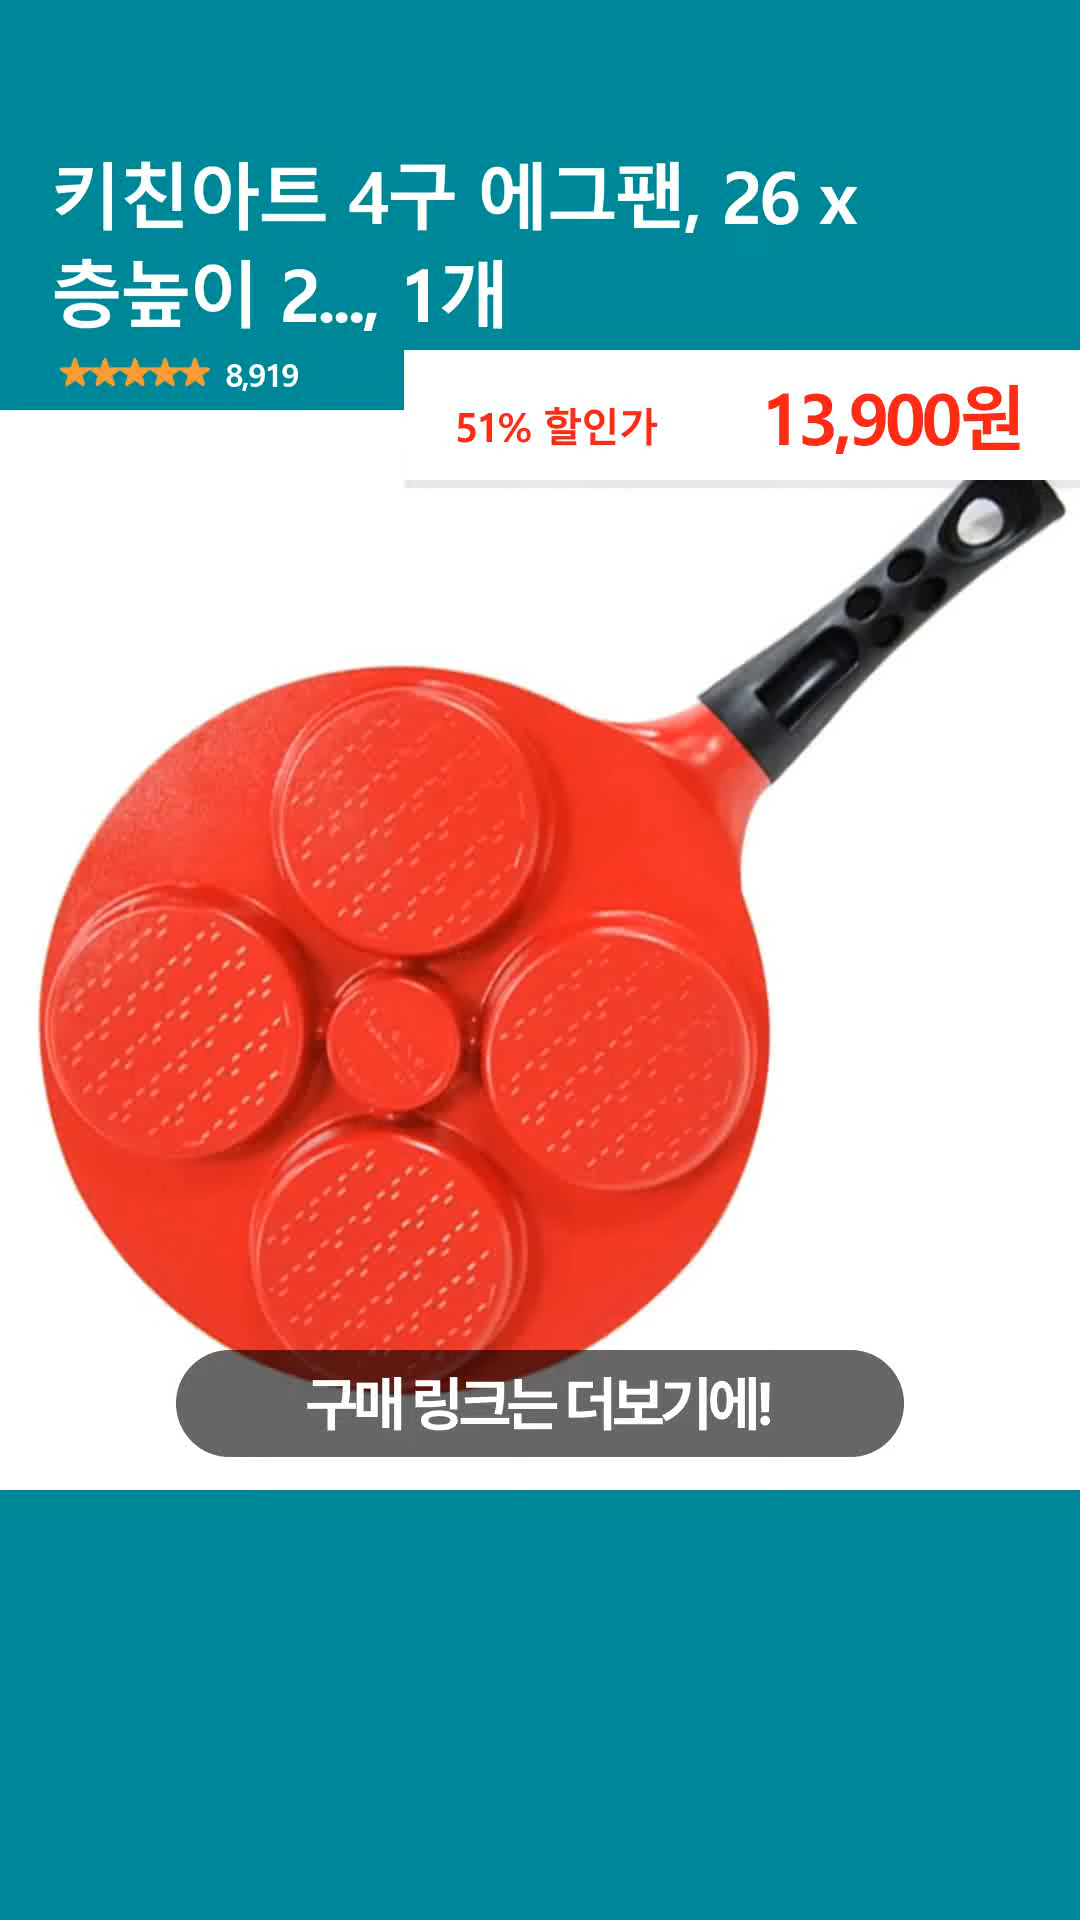 키친아트 4구 에그팬, 26 x
층높이 2..., 1개
8,919
51% 할인가
13,900원
구매 링크는 더보기에!